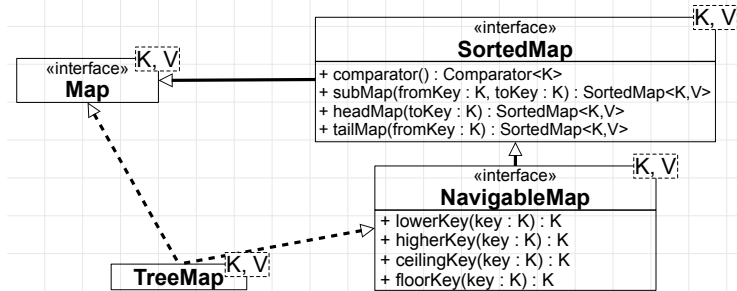 K, V
«interface»
Map
K, V
«interface»
SortedMap
+ comparator() : Comparator<K>
+ subMap(fromKey : K, toKey : K) : SortedMap<K,V>
+ headMap(toKey : K) : SortedMap<K,V>
+ tailMap(fromKey : K) : SortedMap<K,V>
K, V
«interface»
NavigableMap
+ lowerKey(key : K) : K
+ higherKey(key : K) : K
+ ceilingKey(key : K) : K
+ floorKey(key : K) : K
K, V
TreeMap